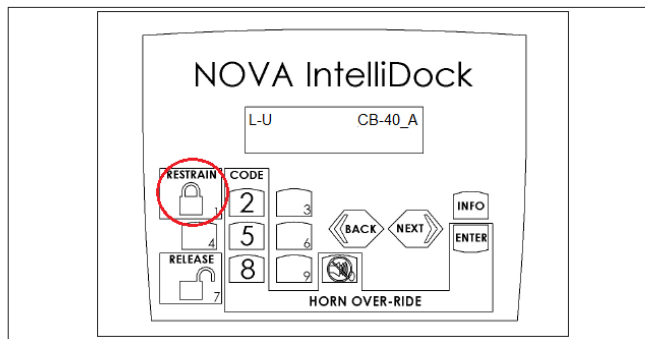 NOVA IntelliDock
L-U CB-40_A
RESTRAIN CODE
1 2 3
BACK NEXT
INFO
4 5 6
ENTER
RELEASE
7 8 9
HORN OVER-RIDE